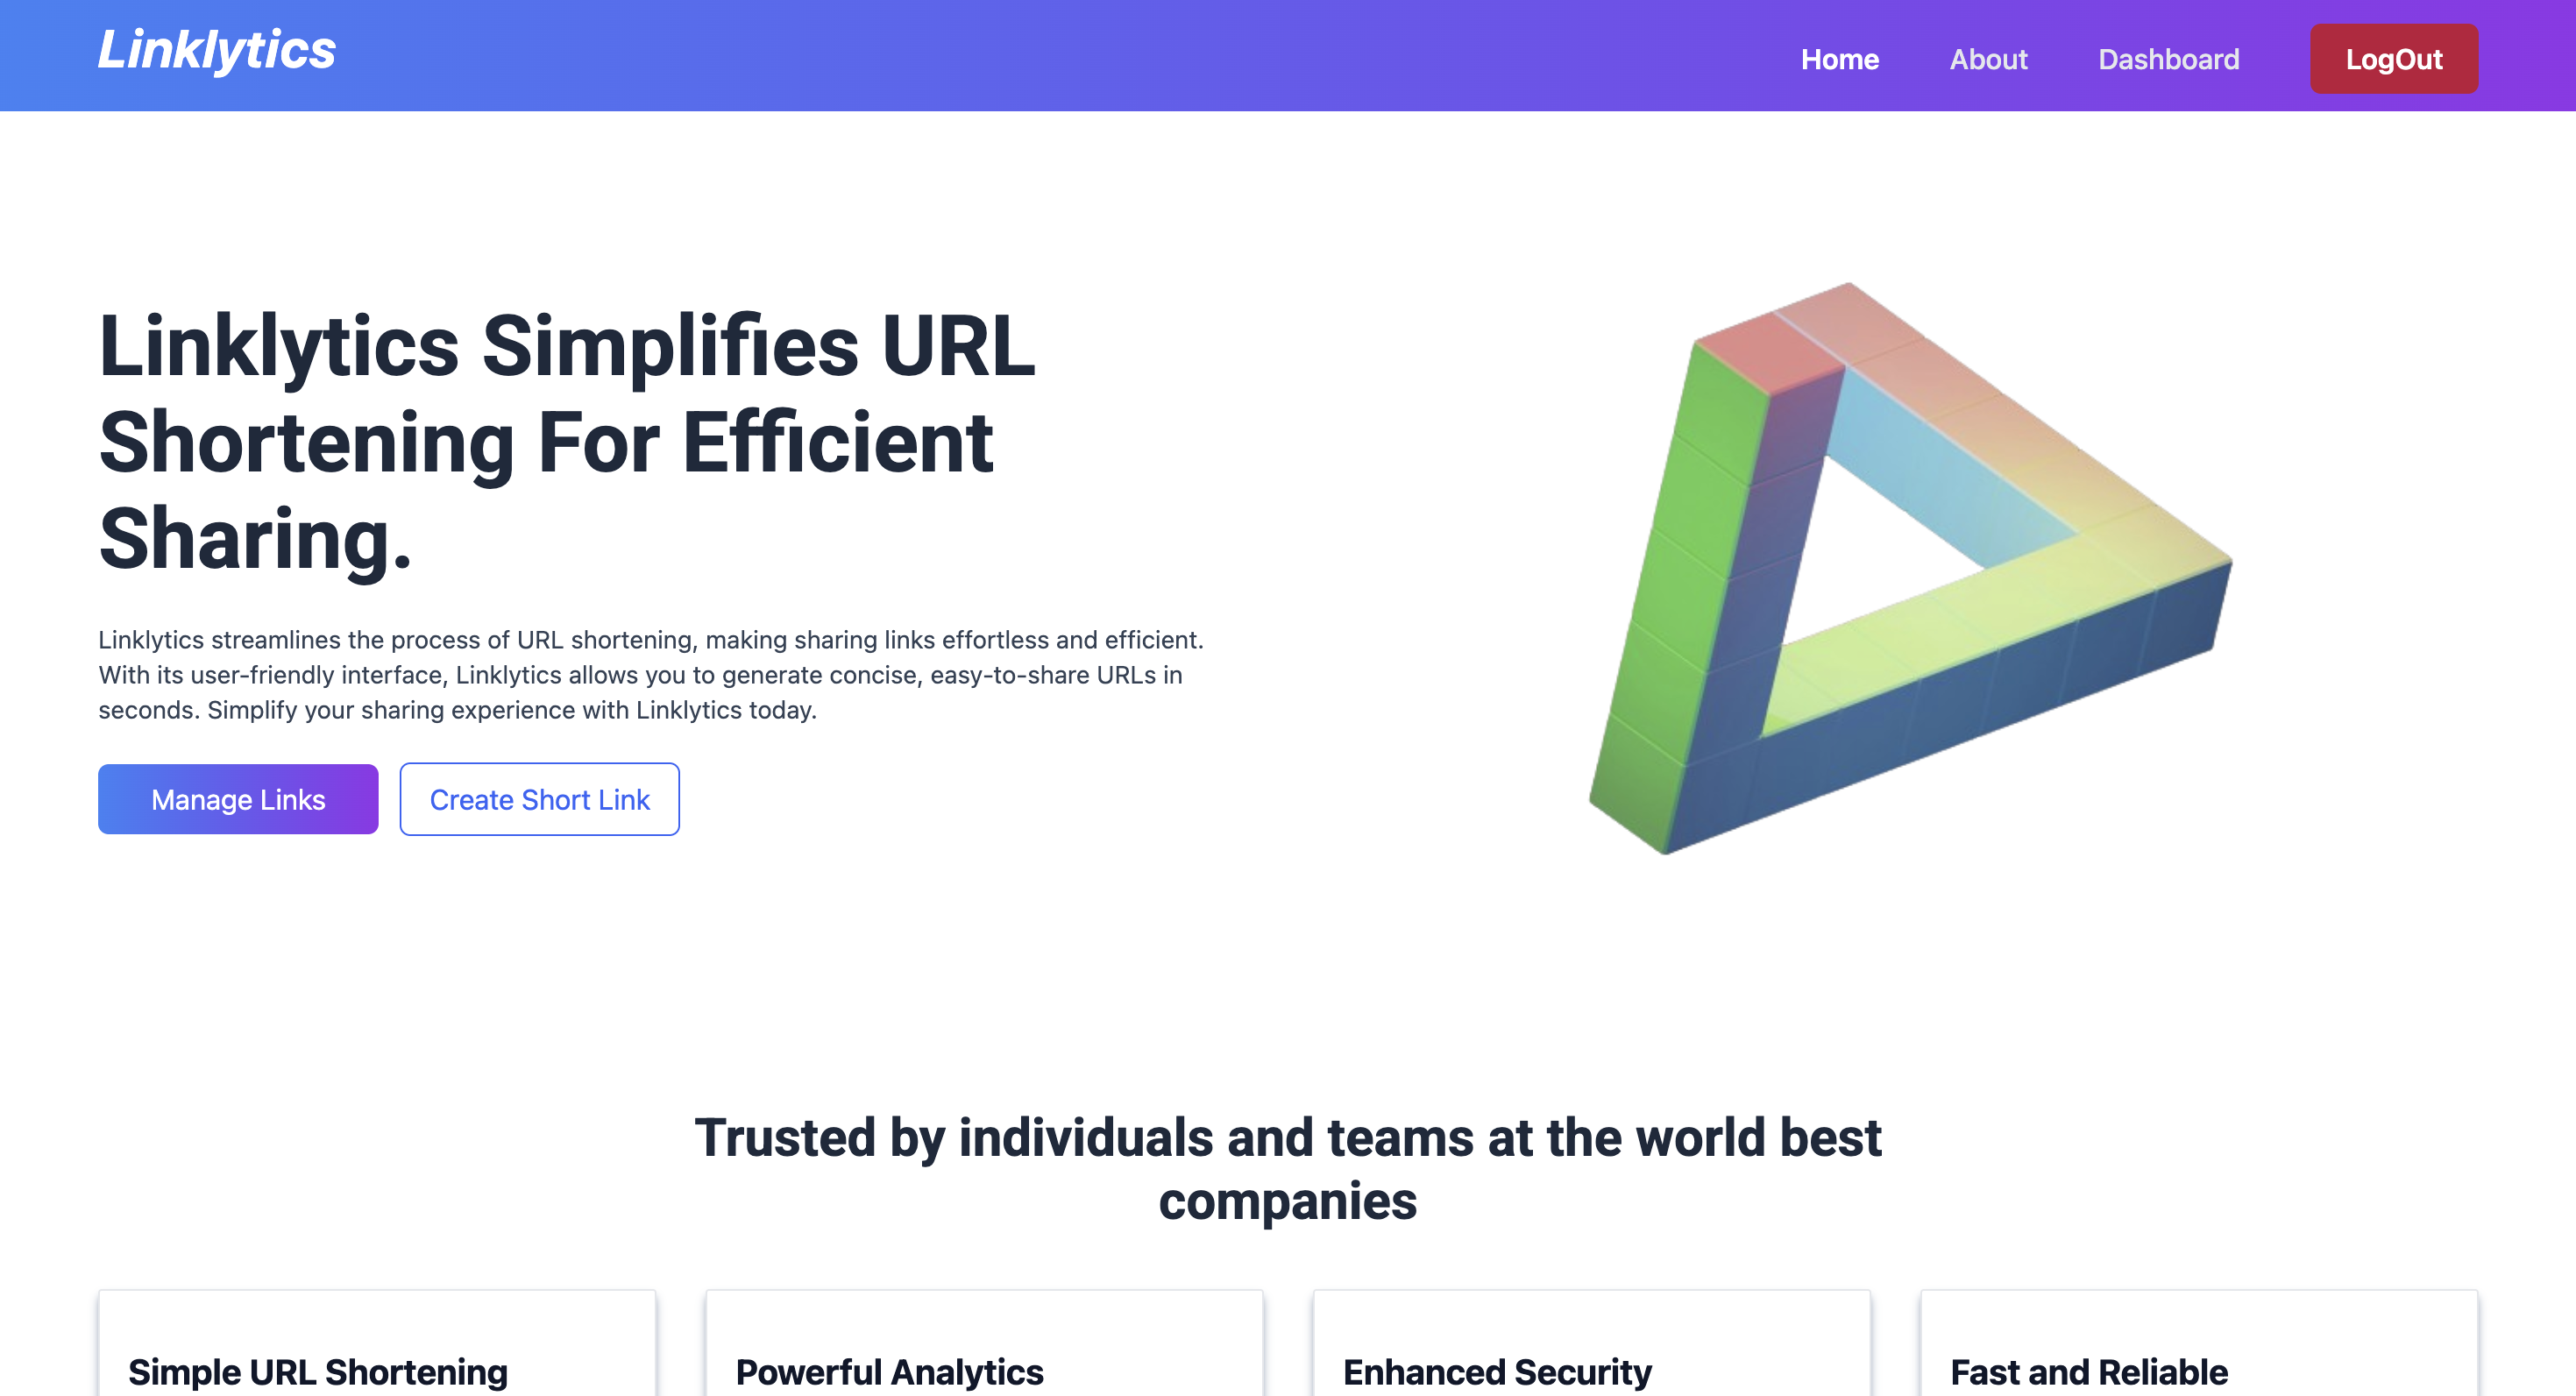 Linklytics
Home
About
Dashboard
LogOut
Linklytics Simplifies URL
Shortening For Efficient
Sharing.
Linklytics streamlines the process of URL shortening, making sharing links effortless and efficient.
With its user-friendly interface, Linklytics allows you to generate concise, easy-to-share URLs in
seconds. Simplify your sharing experience with Linklytics today.
Manage Links
Create Short Link
Trusted by individuals and teams at the world best
companies
Simple URL Shortening
Powerful Analytics
Enhanced Security
Fast and Reliable